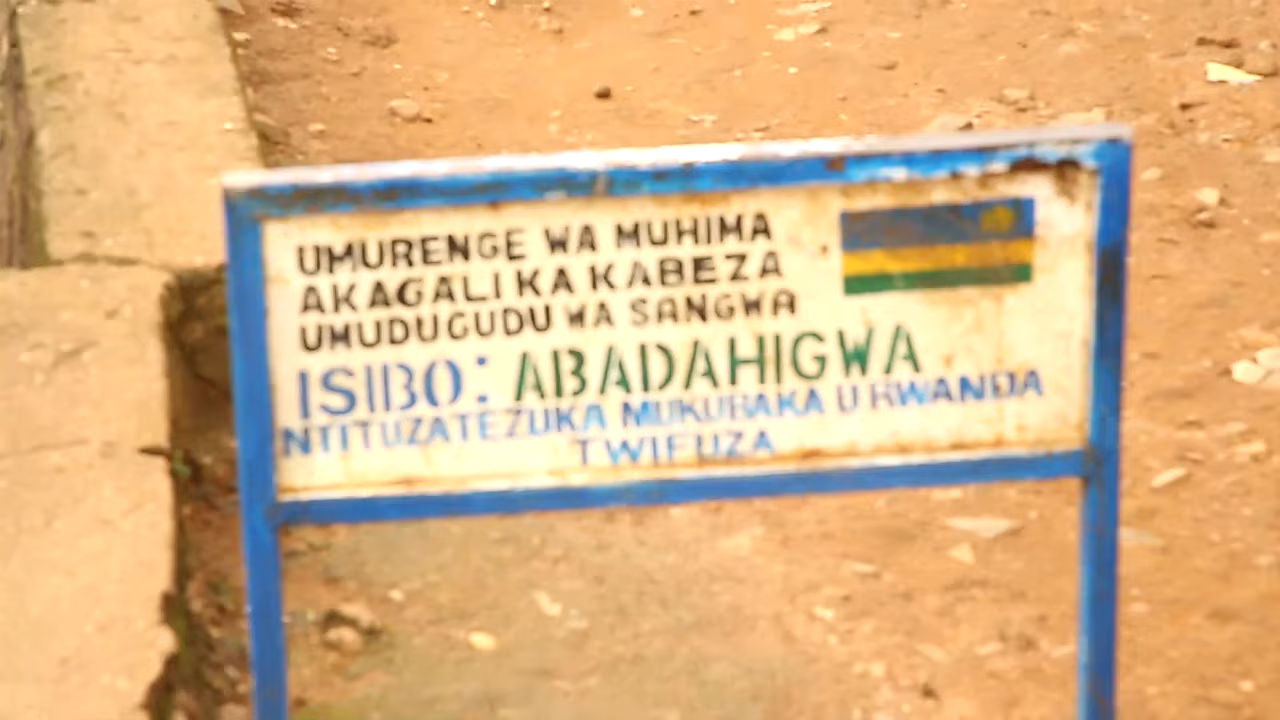 UMURENGE WA MUHIMA
AKAGALI KA KABEZA
UMUDUGUDU WA SANGWA
ISIBO: ABADAHIGWA
NTITUZATEZUKA MUKUBAKA U RWANDA
TWIFUZA